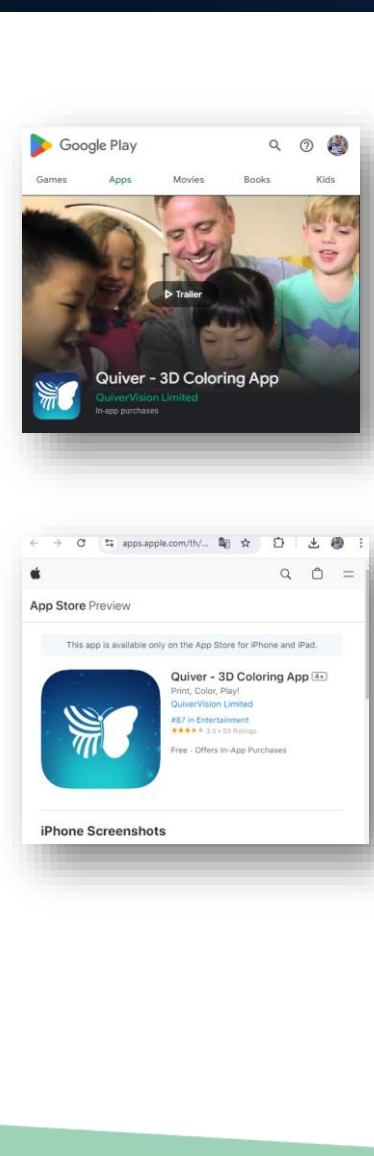 Google Play
Games Apps Movies Books Kids
Trailer
Quiver - 3D Coloring App
QuiverVision Limited
In-app purchases
apps.apple.com/th/...
App Store Preview
This app is available only on the App Store for iPhone and iPad.
Quiver - 3D Coloring App 4+
Print, Color, Play!
QuiverVision Limited
#87 in Entertainment
3.3 • 59 Ratings
Free · Offers In-App Purchases
iPhone Screenshots